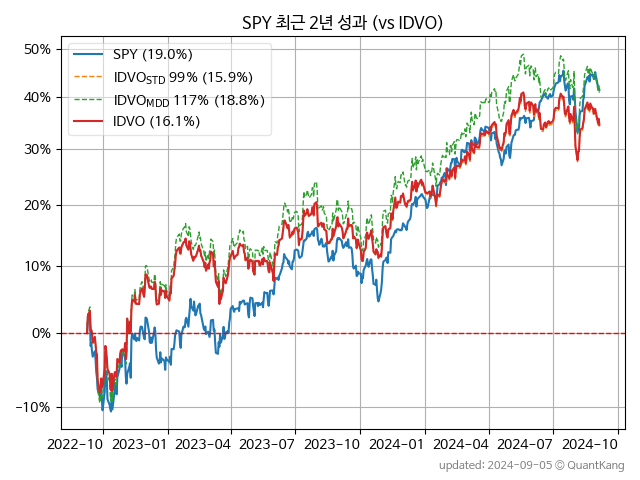 SPY 최근 2년 성과 (vs IDVO)
SPY (19.0%)
IDVO_STD 99% (15.9%)
IDVO_MDD 117% (18.8%)
IDVO (16.1%)
50%
40%
30%
20%
10%
0%
−10%
2022-10 2023-01 2023-04 2023-07 2023-10 2024-01 2024-04 2024-07 2024-10
updated: 2024-09-05 © QuantKang